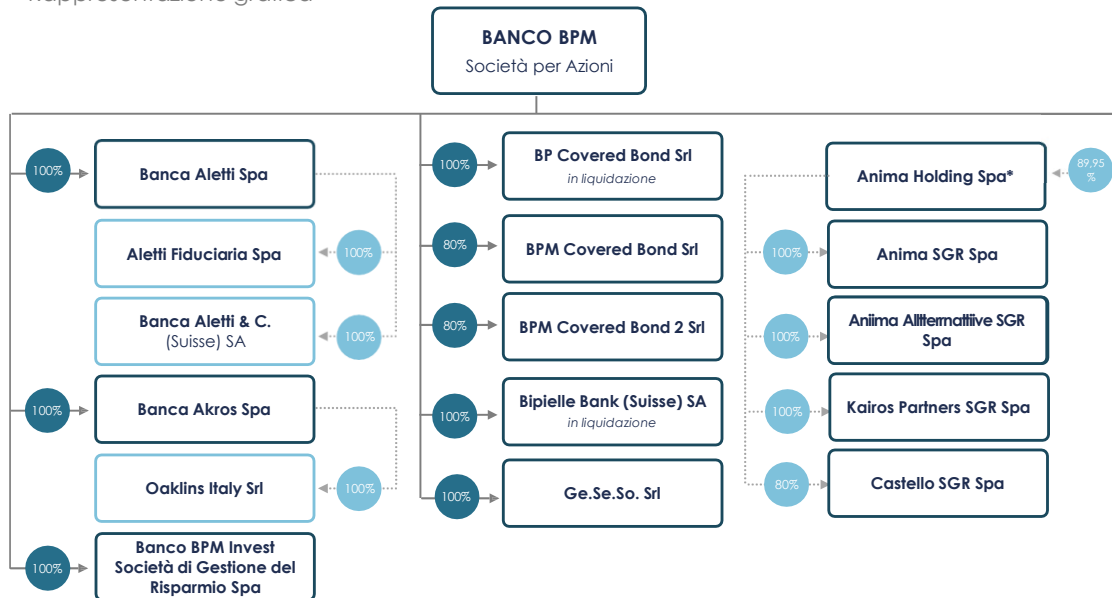 Rappresentazione grafica
BANCO BPM
Società per Azioni
100%
Banca Aletti Spa
Aletti Fiduciaria Spa
100%
Banca Aletti & C.
(Suisse) SA
100%
100%
Banca Akros Spa
Oaklins Italy Srl
100%
100%
Banco BPM Invest
Società di Gestione del
Risparmio Spa
100%
BP Covered Bond Srl
in liquidazione
80%
BPM Covered Bond Srl
80%
BPM Covered Bond 2 Srl
100%
Bipielle Bank (Suisse) SA
in liquidazione
100%
Ge.Se.So. Srl
Anima Holding Spa*
89,95
%
100%
Anima SGR Spa
100%
Aniima Alltternattiive SGR
Spa
100%
Kairos Partners SGR Spa
80%
Castello SGR Spa